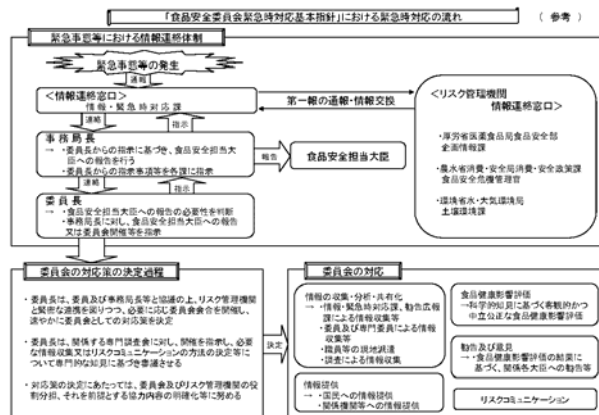 「食品安全委員会緊急時対応基本指針」における緊急時対応の流れ
( 参考 )
緊急事態等における情報連絡体制
緊急事態等の発生
通報
<情報連絡窓口>
情報・緊急時対応課
第一報の通報・情報交換
<リスク管理機関
情報連絡窓口>
・厚労省医薬食品局食品安全部
企画情報課
・農水省消費・安全局消費・安全政策課
食品安全危機管理官
・環境省水・大気環境局
土壌環境課
連絡
指示
事務局長
→ ・委員長からの指示に基づき、食品安全担当大
臣への報告を行う
・委員長からの指示事項等を各課に指示
報告
食品安全担当大臣
連絡
指示
委員長
→ ・食品安全担当大臣への報告の必要性を判断
・事務局長に対し、食品安全担当大臣への報告
又は委員会開催等を指示
委員会の対応策の決定過程
・委員長は、委員及び事務局長等と協議の上、リスク管理機関
と緊密な連携を図りつつ、必要に応じ委員会会合を開催し、
速やかに委員会としての対応策を決定
・委員長は、関係する専門調査会に対し、開催を指示し、必要
な情報収集又はリスクコミュニケーションの方法の決定等に
ついて専門的な知見に基づき審議させる
・対応策の決定にあたっては、委員会及びリスク管理機関の役
割分担、それを前提とする協力内容の明確化等に努める
決定
委員会の対応
情報の収集・分析・共有化
→ ・情報・緊急時対応課、勧告広報
課による情報収集等
・委員及び専門委員による情報
収集等
・職員等の現地派遣
・調査による情報収集
情報提供
→ ・国民への情報提供
・関係機関等への情報提供
食品健康影響評価
→科学的知見に基づく客観的かつ
中立公正な食品健康影響評価
勧告及び意見
→・食品健康影響評価の結果に
基づく、関係各大臣への勧告等
リスクコミュニケーション